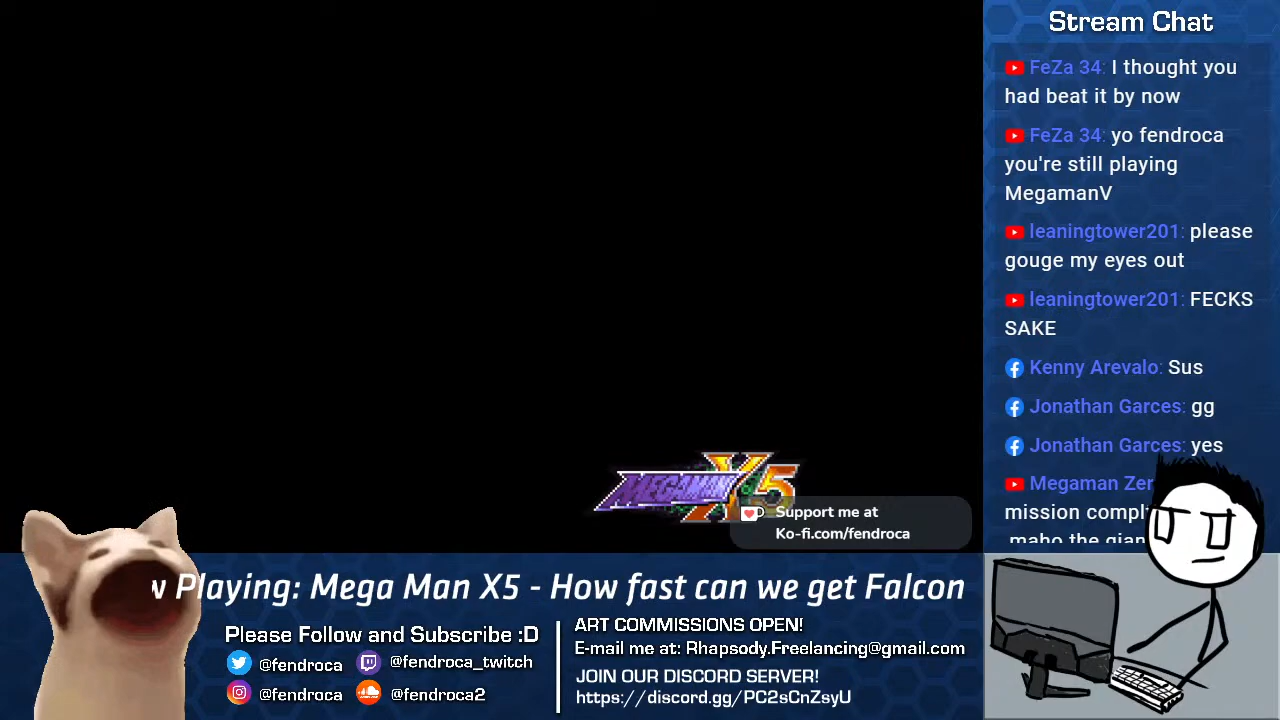 Stream Chat
FeZa 34: I thought you
had beat it by now
FeZa 34: yo fendroca
you're still playing
MegamanV
leaningtower201: please
gouge my eyes out
leaningtower201: FECKS
SAKE
Kenny Arevalo: Sus
Jonathan Garces: gg
Jonathan Garces: yes
Megaman Zer
mission compl
maho the gian
MEGAMAN X5
Support me at
Ko-fi.com/fendroca
Playing: Mega Man X5 - How fast can we get Falcon
Please Follow and Subscribe :D
@fendroca @fendroca_twitch
@fendroca @fendroca2
ART COMMISSIONS OPEN!
E-mail me at: Rhapsody.Freelancing@gmail.com
JOIN OUR DISCORD SERVER!
https://discord.gg/PC2sCnZsyU